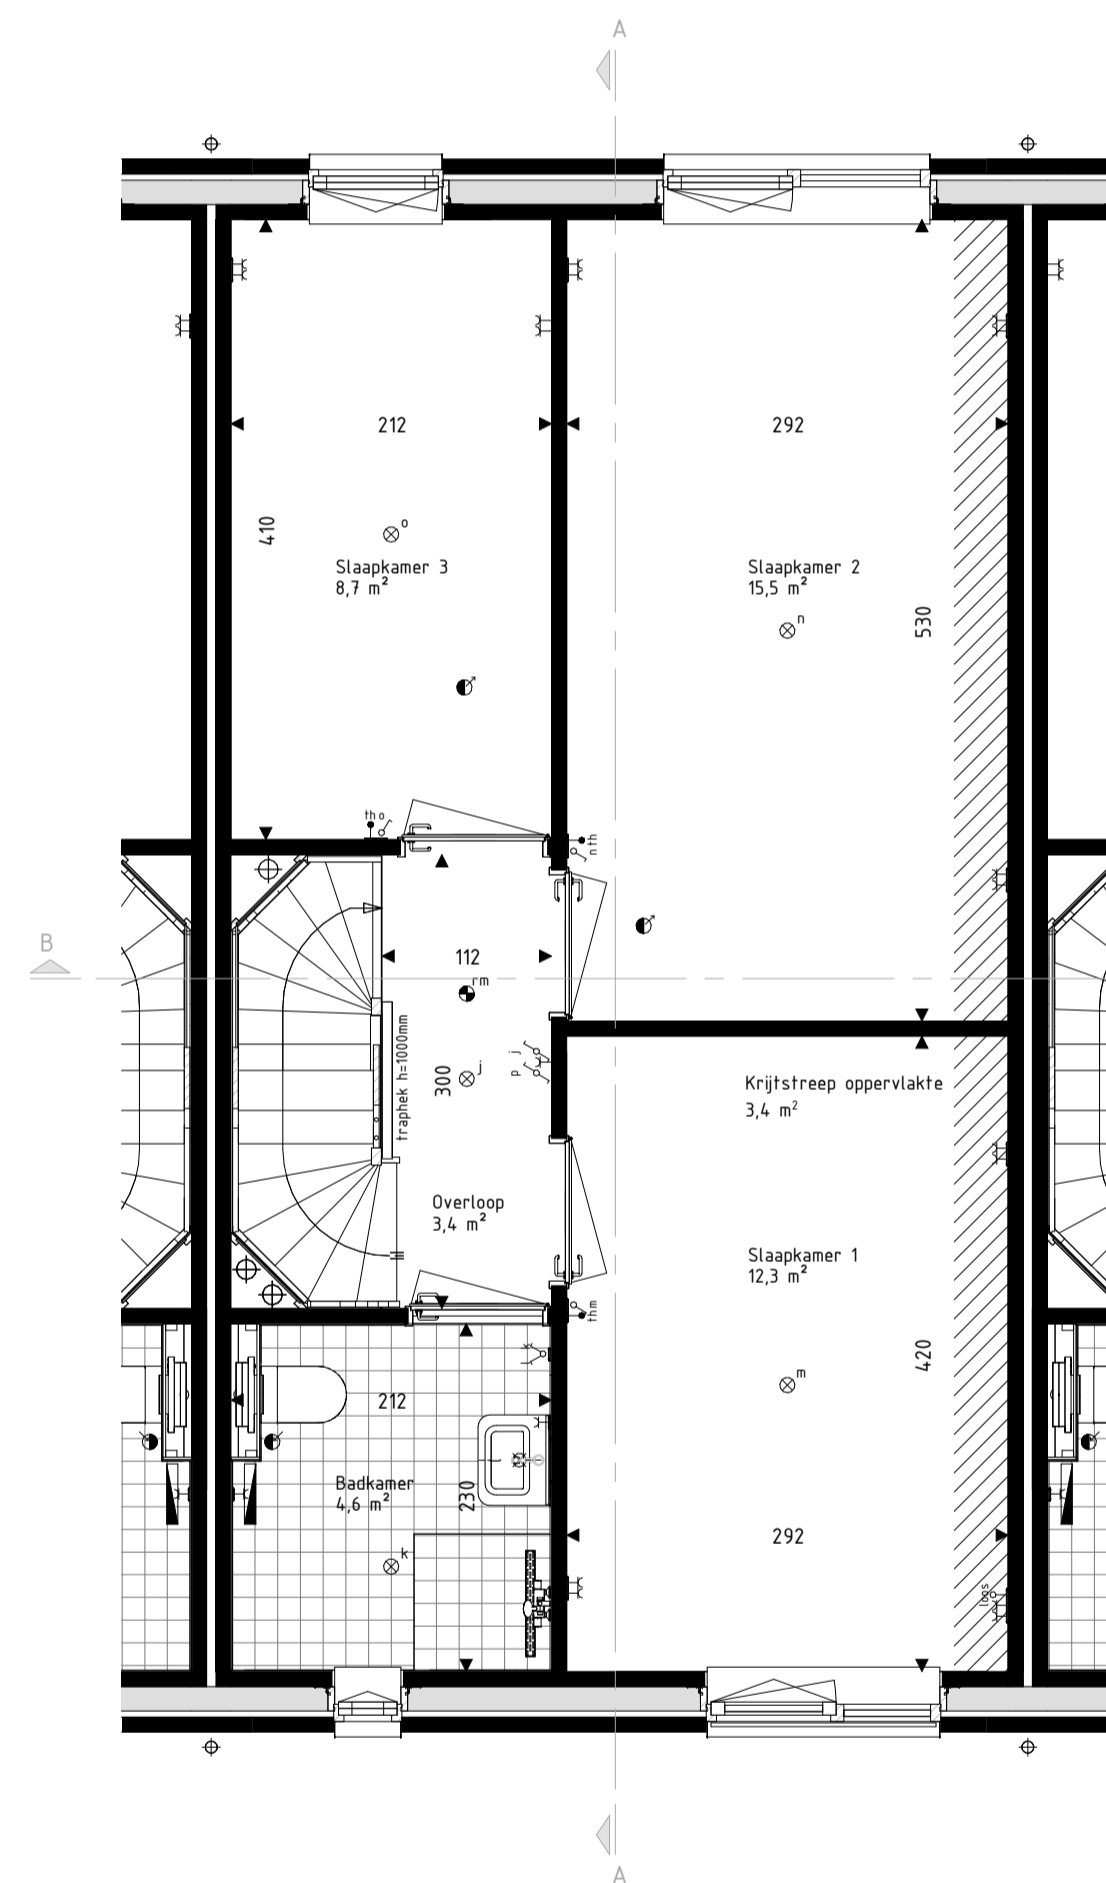 A
212
292
410
o
Slaapkamer 3
8,7 m²
Slaapkamer 2
15,5 m²
n
530
tho
nth
B
112
rm
traphek h=1000mm
300
j
p j
Krijtstreep oppervlakte
3,4 m²
Overloop
3,4 m²
Slaapkamer 1
12,3 m²
thm
420
m
212
Badkamer
4,6 m²
230
k
292
loos
A